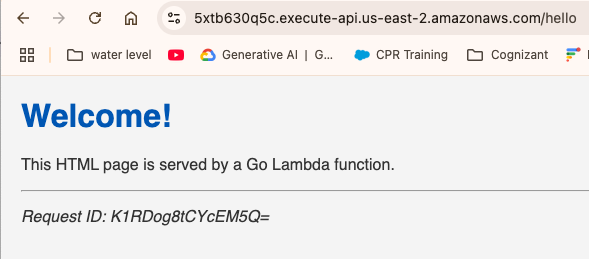 5xtb630q5c.execute-api.us-east-2.amazonaws.com/hello
water level Generative AI | G... CPR Training Cognizant
Welcome!
This HTML page is served by a Go Lambda function.
Request ID: K1RDog8tCYcEM5Q=